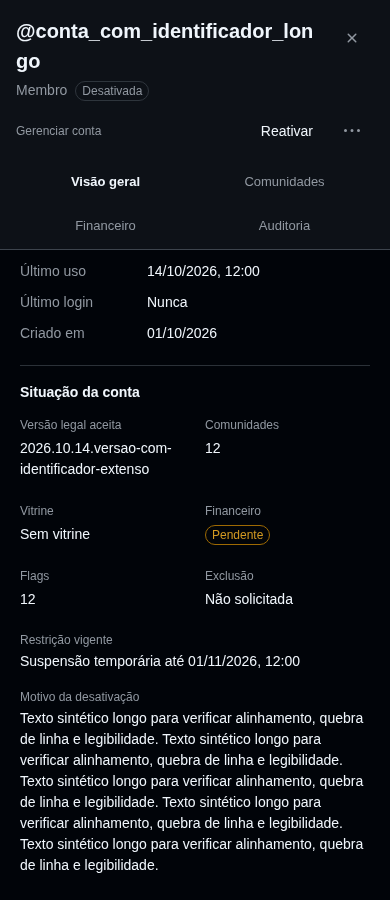 @conta_com_identificador_lon
go
Membro Desativada
Gerenciar conta Reativar
Visão geral Comunidades
Financeiro Auditoria
Último uso 14/10/2026, 12:00
Último login Nunca
Criado em 01/10/2026
Situação da conta
Versão legal aceita Comunidades
2026.10.14.versao-com- 12
identificador-extenso
Vitrine Financeiro
Sem vitrine Pendente
Flags Exclusão
12 Não solicitada
Restrição vigente
Suspensão temporária até 01/11/2026, 12:00
Motivo da desativação
Texto sintético longo para verificar alinhamento, quebra
de linha e legibilidade. Texto sintético longo para
verificar alinhamento, quebra de linha e legibilidade.
Texto sintético longo para verificar alinhamento, quebra
de linha e legibilidade. Texto sintético longo para
verificar alinhamento, quebra de linha e legibilidade.
Texto sintético longo para verificar alinhamento, quebra
de linha e legibilidade.